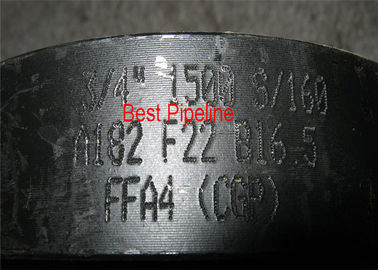 3/4" 1500 S/160
Best Pipeline
A182 F22 B16.5
FFA4 (CGP)